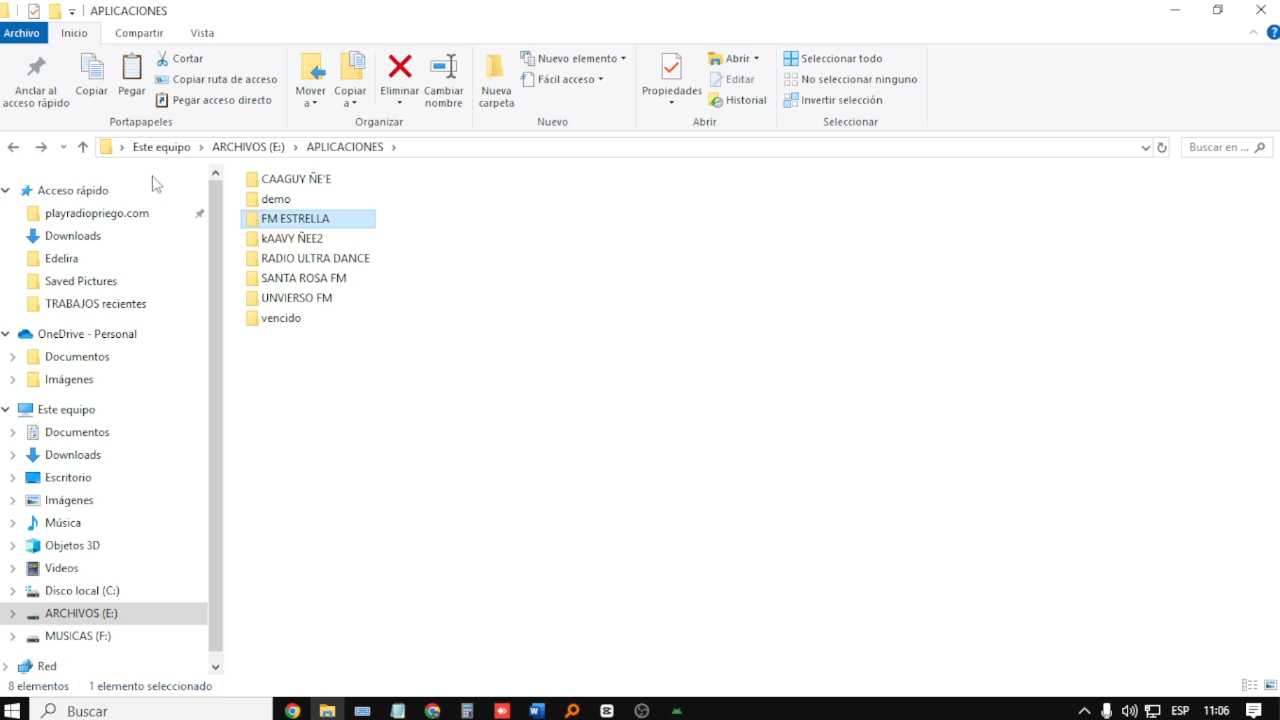 APLICACIONES
Archivo Inicio Compartir Vista
Anclar al acceso rápido
Copiar
Pegar
Cortar
Copiar ruta de acceso
Pegar acceso directo
Portapapeles
Mover a
Copiar a
Eliminar
Cambiar nombre
Organizar
Nueva carpeta
Nuevo elemento
Fácil acceso
Nuevo
Propiedades
Abrir
Editar
Historial
Abrir
Seleccionar todo
No seleccionar ninguno
Invertir selección
Seleccionar
Este equipo > ARCHIVOS (E:) > APLICACIONES >
Buscar en ...
Acceso rápido
playradiopriego.com
Downloads
Edelira
Saved Pictures
TRABAJOS recientes
OneDrive - Personal
Documentos
Imágenes
Este equipo
Documentos
Downloads
Escritorio
Imágenes
Música
Objetos 3D
Videos
Disco local (C:)
ARCHIVOS (E:)
MUSICAS (F:)
Red
CAAGUY ÑE'E
demo
FM ESTRELLA
kAAVY ÑEE2
RADIO ULTRA DANCE
SANTA ROSA FM
UNVIERSO FM
vencido
8 elementos 1 elemento seleccionado
Buscar
ESP 11:06